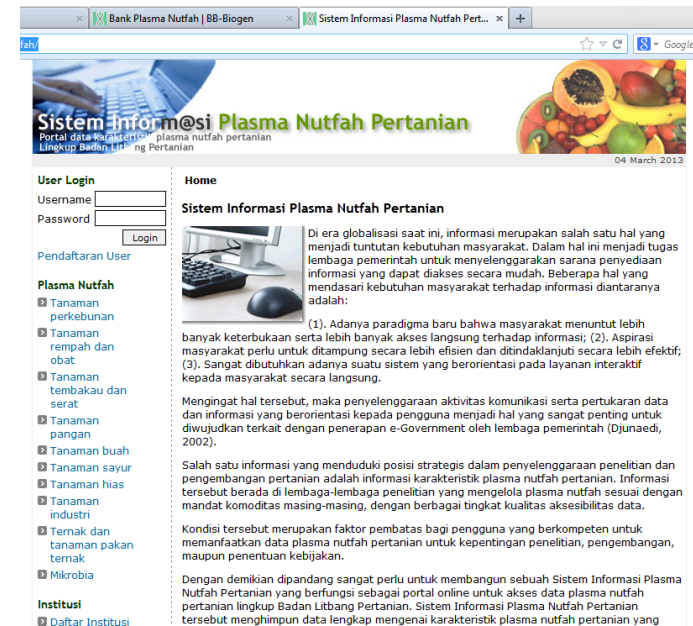 Bank Plasma Nutfah | BB-Biogen
Sistem Informasi Plasma Nutfah Pert...
fah/
Google
Sistem Inform@si Plasma Nutfah Pertanian
Portal data karakteristik plasma nutfah pertanian
Lingkup Badan Litbang Pertanian
04 March 2013
User Login
Username
Password
Login
Pendaftaran User
Plasma Nutfah
Tanaman
perkebunan
Tanaman
rempah dan
obat
Tanaman
tembakau dan
serat
Tanaman
pangan
Tanaman buah
Tanaman sayur
Tanaman hias
Tanaman
industri
Ternak dan
tanaman pakan
ternak
Mikrobia
Institusi
Daftar Institusi
Home
Sistem Informasi Plasma Nutfah Pertanian
Di era globalisasi saat ini, informasi merupakan salah satu hal yang
menjadi tuntutan kebutuhan masyarakat. Dalam hal ini menjadi tugas
lembaga pemerintah untuk menyelenggarakan sarana penyediaan
informasi yang dapat diakses secara mudah. Beberapa hal yang
mendasari kebutuhan masyarakat terhadap informasi diantaranya
adalah:
(1). Adanya paradigma baru bahwa masyarakat menuntut lebih
banyak keterbukaan serta lebih banyak akses langsung terhadap informasi; (2). Aspirasi
masyarakat perlu untuk ditampung secara lebih efisien dan ditindaklanjuti secara lebih efektif;
(3). Sangat dibutuhkan adanya suatu sistem yang berorientasi pada layanan interaktif
kepada masyarakat secara langsung.
Mengingat hal tersebut, maka penyelenggaraan aktivitas komunikasi serta pertukaran data
dan informasi yang berorientasi kepada pengguna menjadi hal yang sangat penting untuk
diwujudkan terkait dengan penerapan e-Government oleh lembaga pemerintah (Djunaedi,
2002).
Salah satu informasi yang menduduki posisi strategis dalam penyelenggaraan penelitian dan
pengembangan pertanian adalah informasi karakteristik plasma nutfah pertanian. Informasi
tersebut berada di lembaga-lembaga penelitian yang mengelola plasma nutfah sesuai dengan
mandat komoditas masing-masing, dengan berbagai tingkat kualitas aksesibilitas data.
Kondisi tersebut merupakan faktor pembatas bagi pengguna yang berkompeten untuk
memanfaatkan data plasma nutfah pertanian untuk kepentingan penelitian, pengembangan,
maupun penentuan kebijakan.
Dengan demikian dipandang sangat perlu untuk membangun sebuah Sistem Informasi Plasma
Nutfah Pertanian yang berfungsi sebagai portal online untuk akses data plasma nutfah
pertanian lingkup Badan Litbang Pertanian. Sistem Informasi Plasma Nutfah Pertanian
tersebut menghimpun data lengkap mengenai karakteristik plasma nutfah pertanian yang